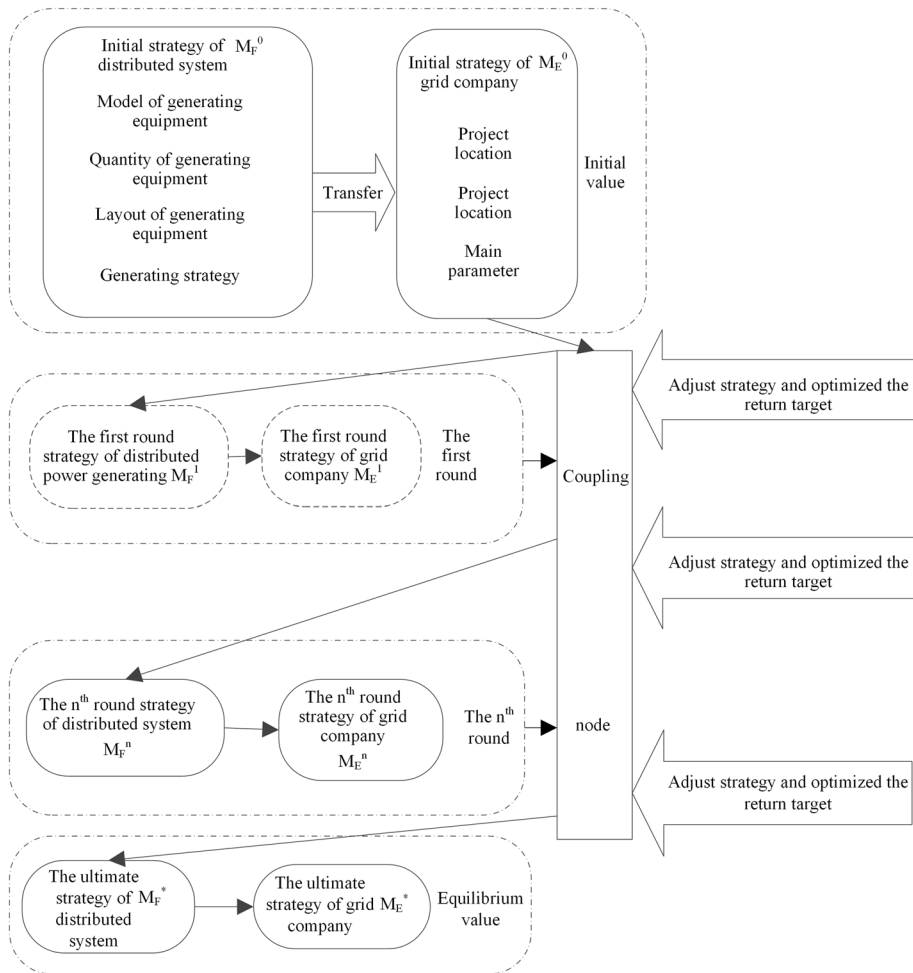 Initial strategy of M_F^0
distributed system
Model of generating
equipment
Quantity of generating
equipment
Layout of generating
equipment
Generating strategy
Transfer
Initial strategy of M_E^0
grid company
Project
location
Project
location
Main
parameter
Initial
value
Adjust strategy and optimized the
return target
The first round
strategy of distributed
power generating M_F^1
The first round
strategy of grid
company M_E^1
The
first
round
Coupling
Adjust strategy and optimized the
return target
The n^th round strategy
of distributed system
M_F^n
The n^th round
strategy of grid
company
M_E^n
The n^th
round
node
Adjust strategy and optimized the
return target
The ultimate
strategy of M_F^*
distributed
system
The ultimate
strategy of grid M_E^*
company
Equilibrium
value